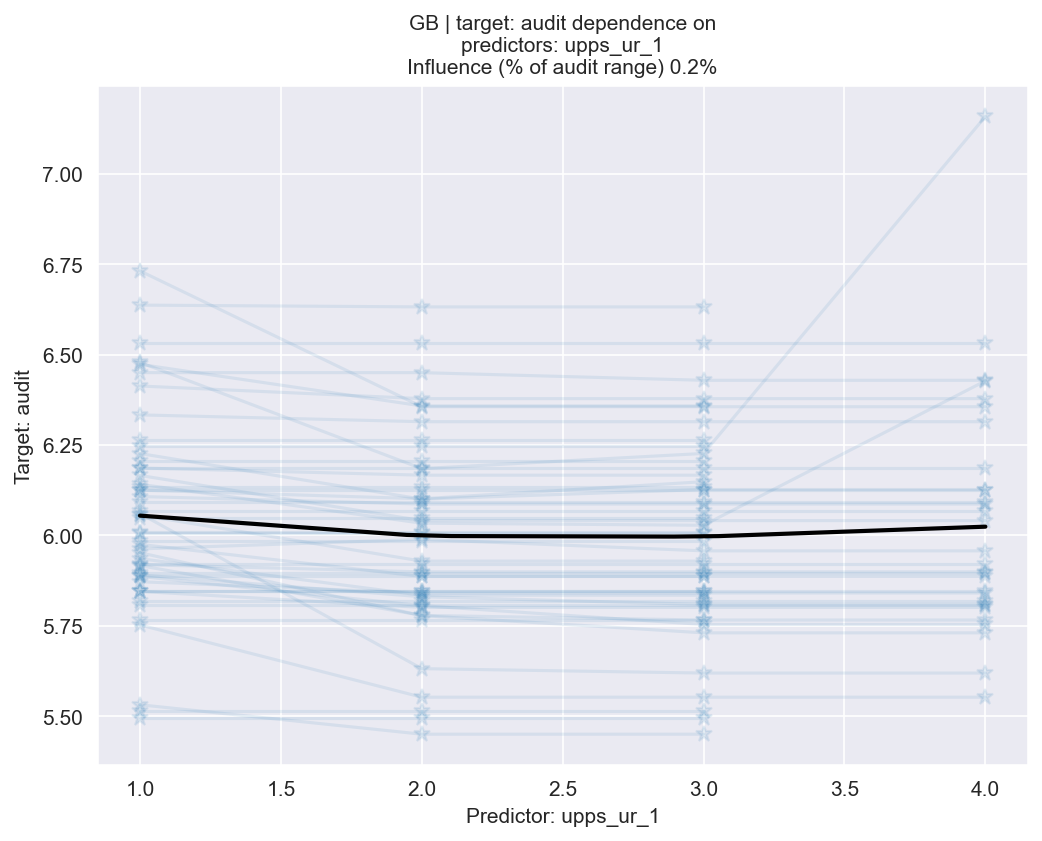 GB | target: audit dependence on
predictors: upps_ur_1
Influence (% of audit range) 0.2%
7.00
6.75
6.50
6.25
6.00
5.75
5.50
Target: audit
1.0
1.5
2.0
2.5
3.0
3.5
4.0
Predictor: upps_ur_1